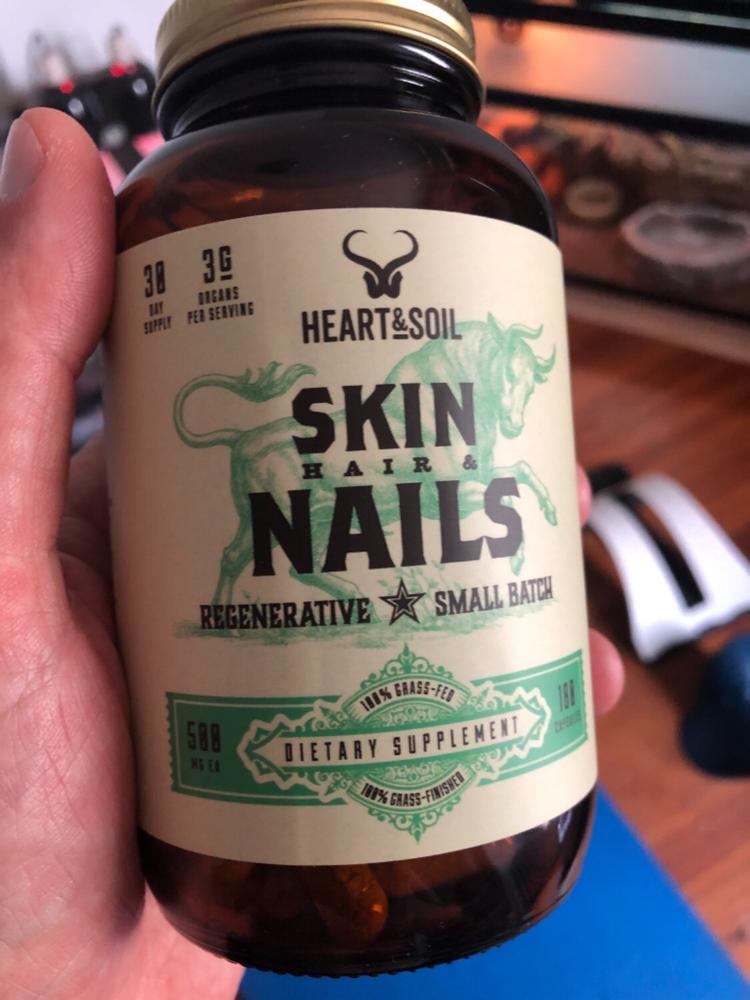 30
DAY
SUPPLY
3G
ORGANS
PER SERVING
HEART&SOIL
SKIN
HAIR &
NAILS
REGENERATIVE SMALL BATCH
100% GRASS-FED
500
MG EA
DIETARY SUPPLEMENT
180
CAPSULES
100% GRASS-FINISHED